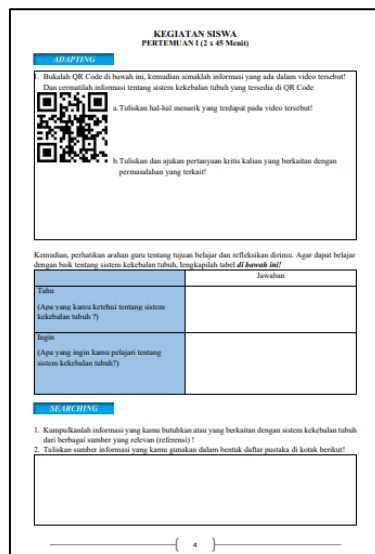 KEGIATAN SISWA
PERTEMUAN I (2 x 45 Menit)
ADAPTING
1. Bukalah QR Code di bawah ini, kemudian simaklah informasi yang ada dalam video tersebut!
Dan cermatilah informasi tentang sistem kekebalan tubuh yang tersedia di QR Code
a. Tuliskan hal-hal menarik yang terdapat pada video tersebut!
b. Tuliskan dan ajukan pertanyaan kritis kalian yang berkaitan dengan
permasalahan yang terkait!
Kemudian, perhatikan arahan guru tentang tujuan belajar dan refleksikan dirimu. Agar dapat belajar
dengan baik tentang sistem kekebalan tubuh, lengkapilah tabel di bawah ini!
Jawaban
Tahu
(Apa yang kamu ketehui tentang sistem
kekebalan tubuh ?)
Ingin
(Apa yang ingin kamu pelajari tentang
sistem kekebalan tubuh?)
SEARCHING
1. Kumpulkanlah informasi yang kamu butuhkan atau yang berkaitan dengan sistem kekebalan tubuh
dari berbagai sumber yang relevan (referensi) !
2. Tuliskan sumber informasi yang kamu gunakan dalam bentuk daftar pustaka di kotak berikut!
4